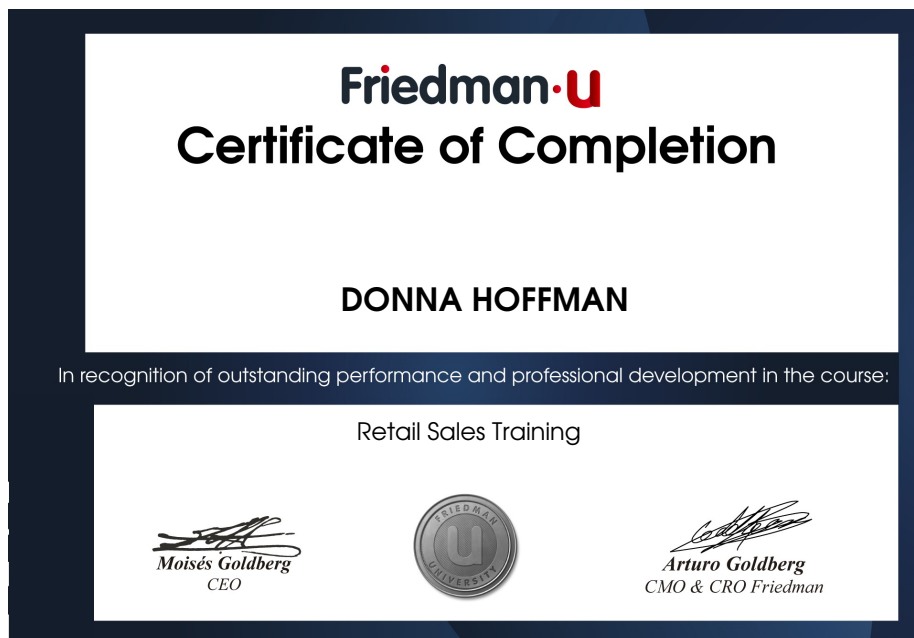 Friedman·u
Certificate of Completion
DONNA HOFFMAN
In recognition of outstanding performance and professional development in the course:
Retail Sales Training
FRIEDMAN
U
UNIVERSITY
Moisés Goldberg
CEO
Arturo Goldberg
CMO & CRO Friedman